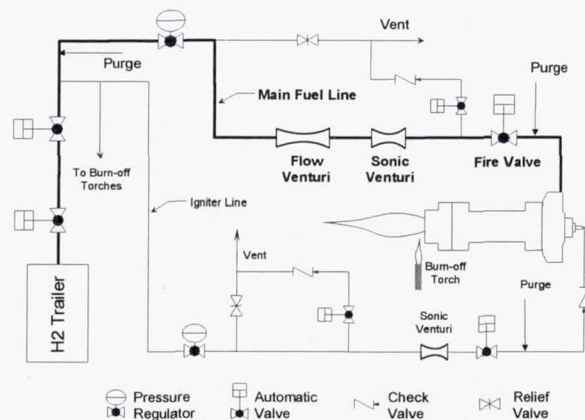 Vent
Purge
Purge
Main Fuel Line
Flow
Venturi
Sonic
Venturi
Fire Valve
To Burn-off
Torches
Igniter Line
Vent
Burn-off
Torch
Purge
Sonic
Venturi
H2 Trailer
Pressure
Regulator
Automatic
Valve
Check
Valve
Relief
Valve